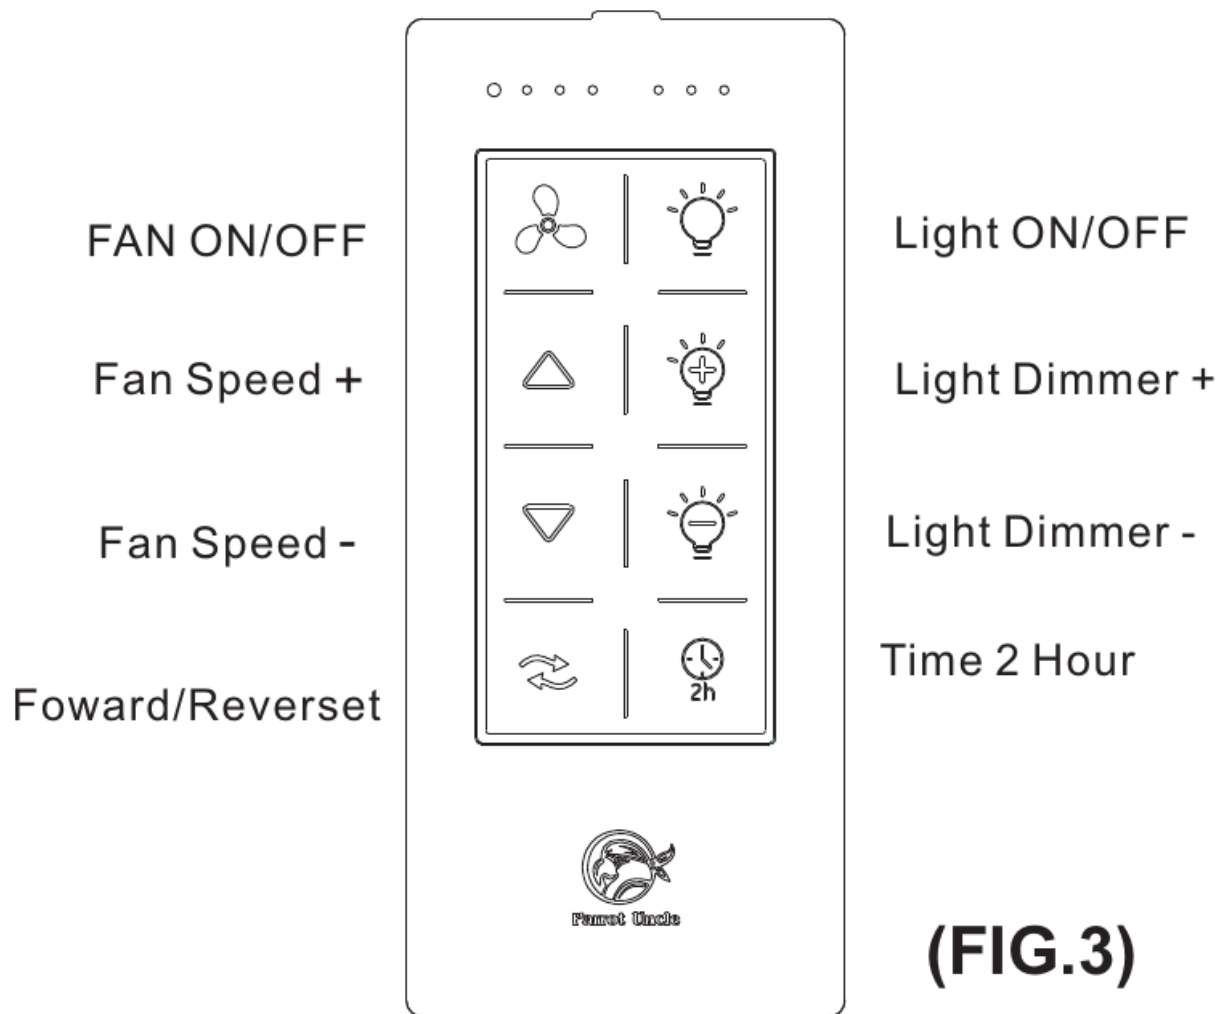 FAN ON/OFF
Light ON/OFF
Fan Speed +
Light Dimmer +
Fan Speed -
Light Dimmer -
Foward/Reverset
Time 2 Hour
2h
Parrot Uncle
(FIG.3)